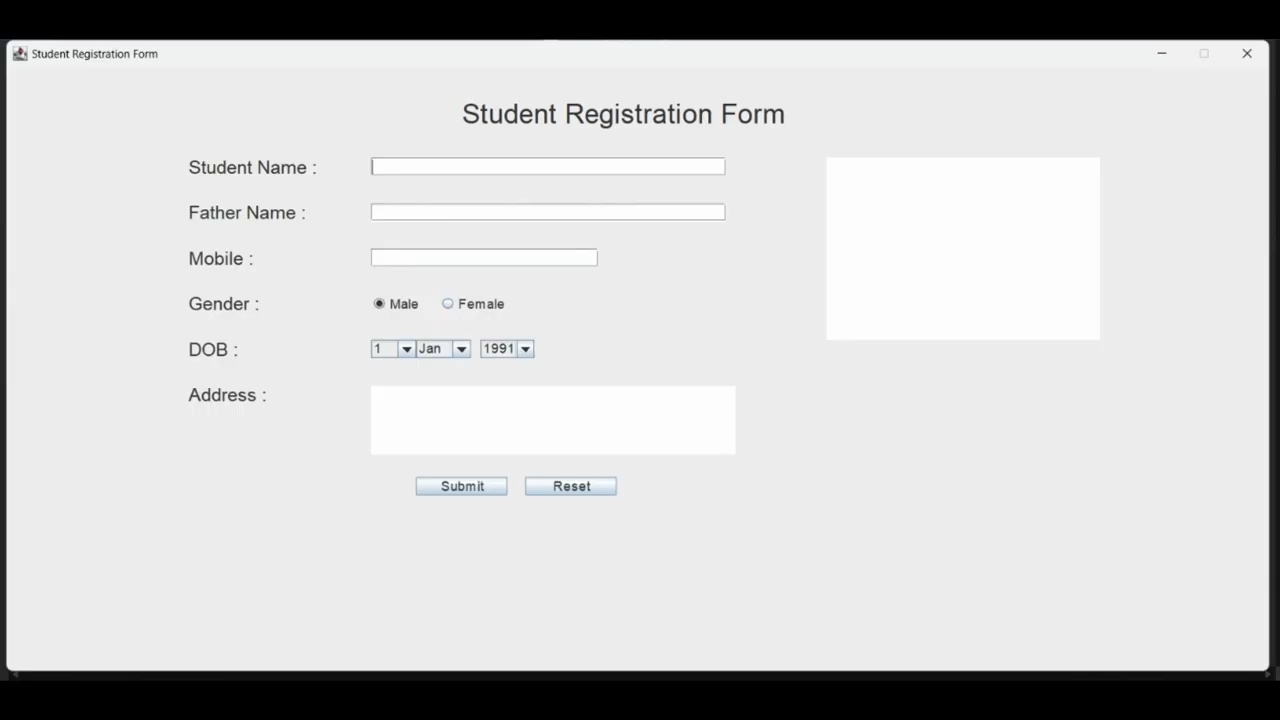 Student Registration Form
Student Registration Form
Student Name :
Father Name :
Mobile :
Gender : Male Female
DOB : 1 Jan 1991
Address :
Submit Reset